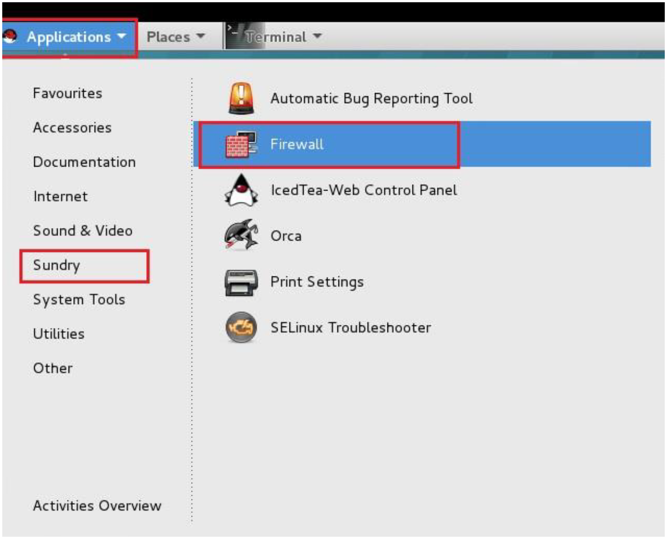 Applications Places Terminal
Favourites
Accessories
Documentation
Internet
Sound & Video
Sundry
System Tools
Utilities
Other
Activities Overview
Automatic Bug Reporting Tool
Firewall
IcedTea-Web Control Panel
Orca
Print Settings
SELinux Troubleshooter